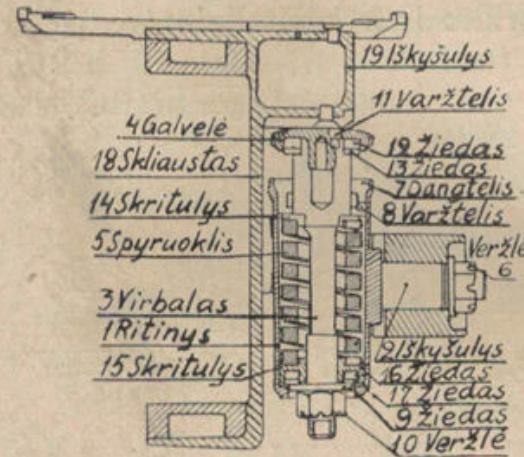 19 Iškyšulys
11 Varžtelis
4 Galvelė
12 Žiedas
13 Žiedas
18 Skliaustas
7 Dangtelis
14 Skritulys
8 Varžtelis
5 Spyruoklis
Veržlė
6
3 Virbalas
1 Ritinys
2 Iškyšulys
15 Skritulys
16 Žiedas
17 Žiedas
9 Žiedas
10 Veržlė